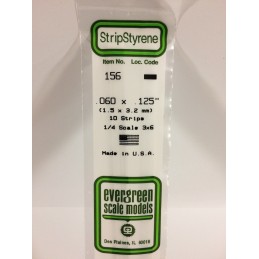 StripStyrene
Item No. Loc. Code
156
.060 x .125"
(1.5 x 3.2 mm)
10 Strips
1/4 Scale 3x6
Made in U.S.A.
evergreen
scale models
Des Plaines, IL 60018